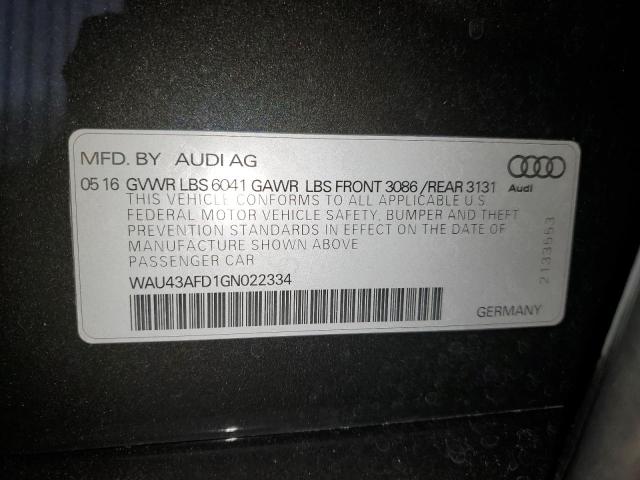 MFD. BY AUDI AG
05 16 GVWR LBS 6041 GAWR LBS FRONT 3086 /REAR 3131
Audi
THIS VEHICLE CONFORMS TO ALL APPLICABLE U.S.
FEDERAL MOTOR VEHICLE SAFETY, BUMPER AND THEFT
PREVENTION STANDARDS IN EFFECT ON THE DATE OF
MANUFACTURE SHOWN ABOVE
PASSENGER CAR
2133553
WAU43AFD1GN022334
GERMANY